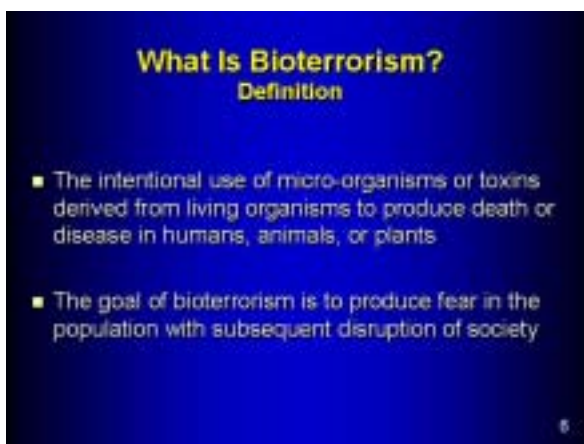 What Is Bioterrorism?
Definition
The intentional use of micro-organisms or toxins
derived from living organisms to produce death or
disease in humans, animals, or plants
The goal of bioterrorism is to produce fear in the
population with subsequent disruption of society